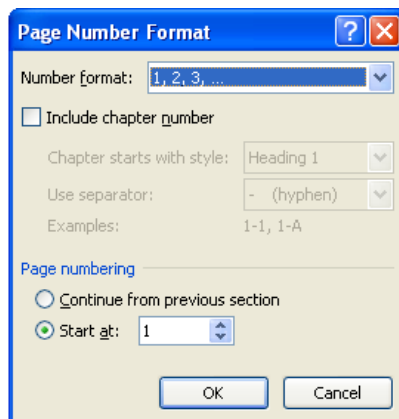 Page Number Format
Number format: 1, 2, 3, ...
Include chapter number
Chapter starts with style: Heading 1
Use separator: - (hyphen)
Examples: 1-1, 1-A
Page numbering
Continue from previous section
Start at: 1
OK Cancel